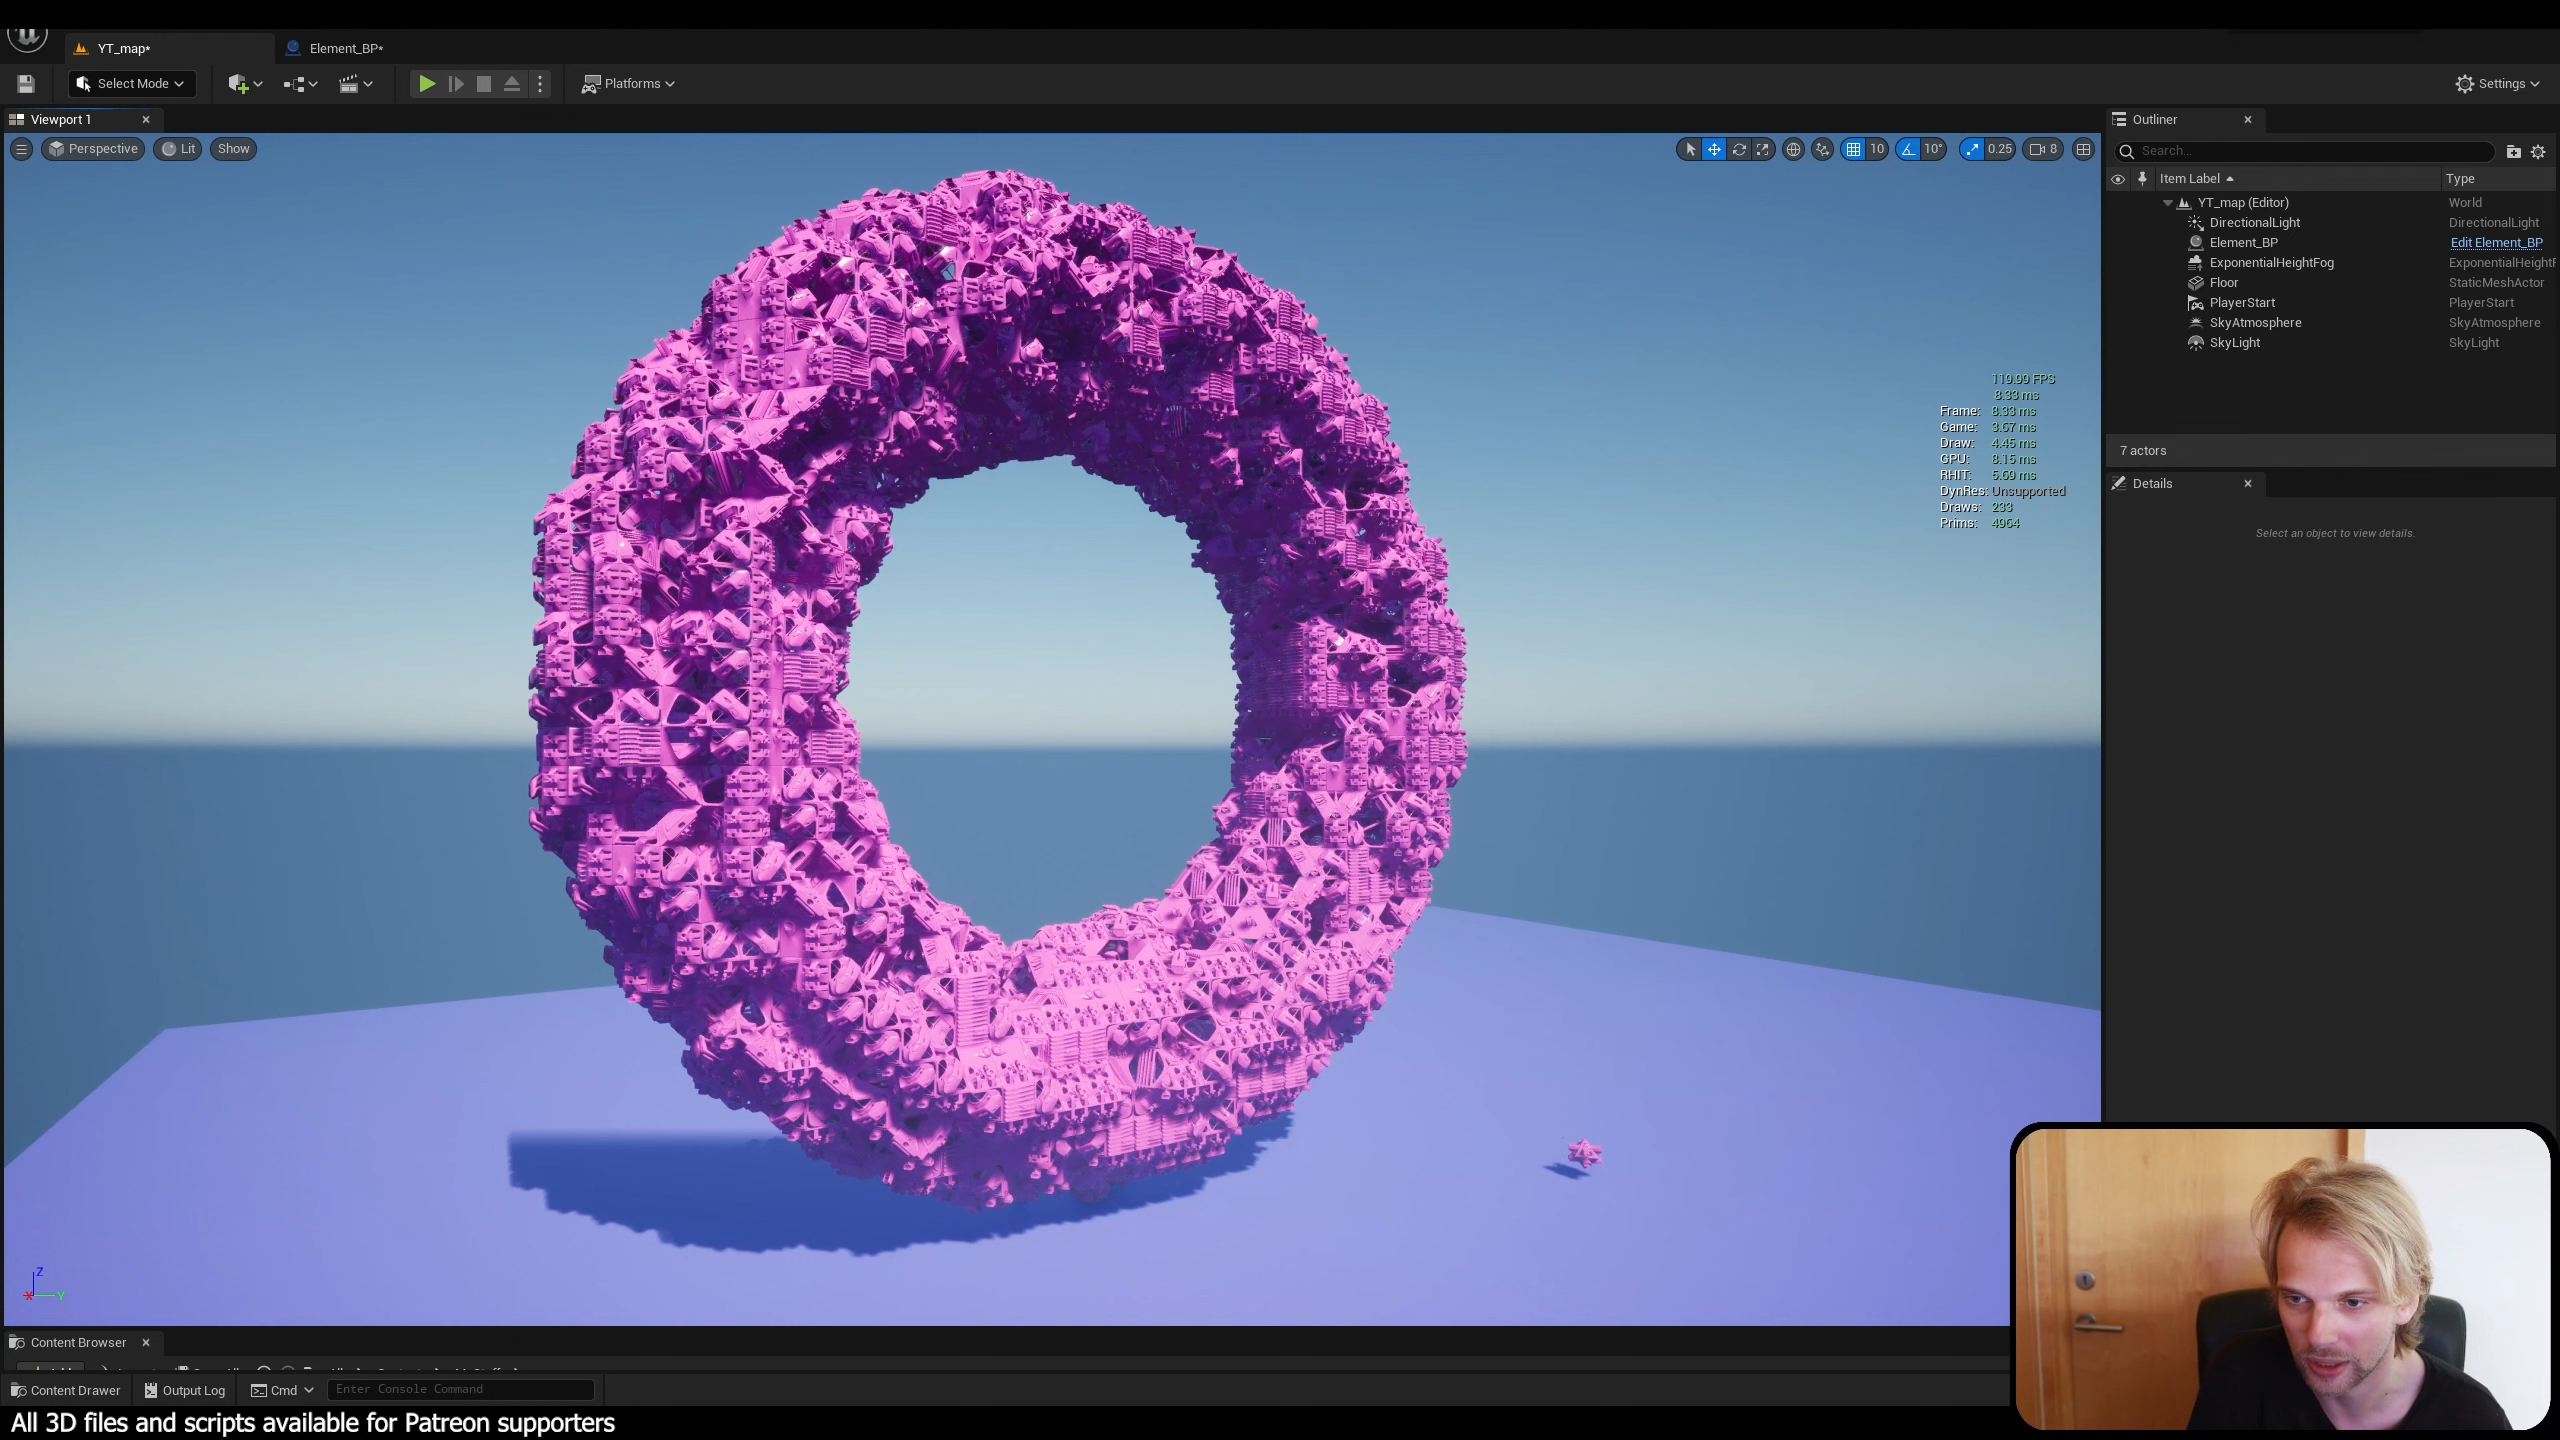 YT_map*
Element_BP*
Select Mode
Platforms
Settings
Viewport 1
Perspective
Lit
Show
10
10°
0.25
8
Outliner
Search...
Item Label
Type
YT_map (Editor)
World
DirectionalLight
DirectionalLight
Element_BP
Edit Element_BP
ExponentialHeightFog
ExponentialHeightF
Floor
StaticMeshActor
PlayerStart
PlayerStart
SkyAtmosphere
SkyAtmosphere
SkyLight
SkyLight
119.99 FPS
8.33 ms
Frame: 8.33 ms
Game: 3.67 ms
Draw: 4.45 ms
GPU: 8.15 ms
RHIT: 5.69 ms
DynRes: Unsupported
Draws: 233
Prims: 4964
7 actors
Details
Select an object to view details.
Z
X
Y
Content Browser
Content Drawer
Output Log
Cmd
Enter Console Command
All 3D files and scripts available for Patreon supporters